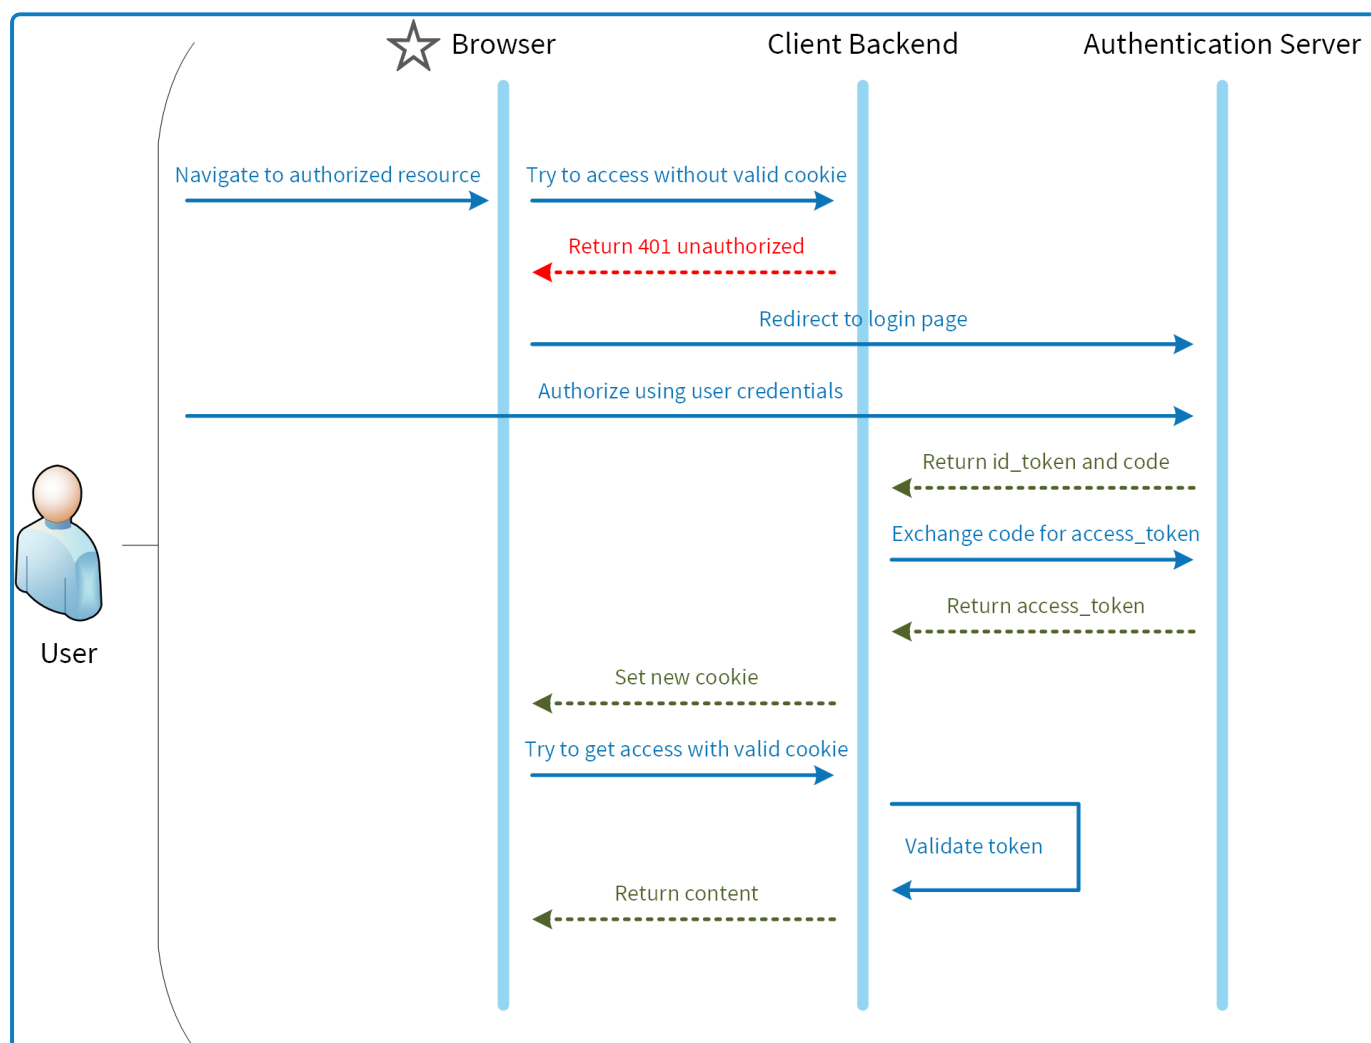 Browser
Client Backend
Authentication Server
Navigate to authorized resource
Try to access without valid cookie
Return 401 unauthorized
Redirect to login page
Authorize using user credentials
Return id_token and code
Exchange code for access_token
Return access_token
User
Set new cookie
Try to get access with valid cookie
Validate token
Return content